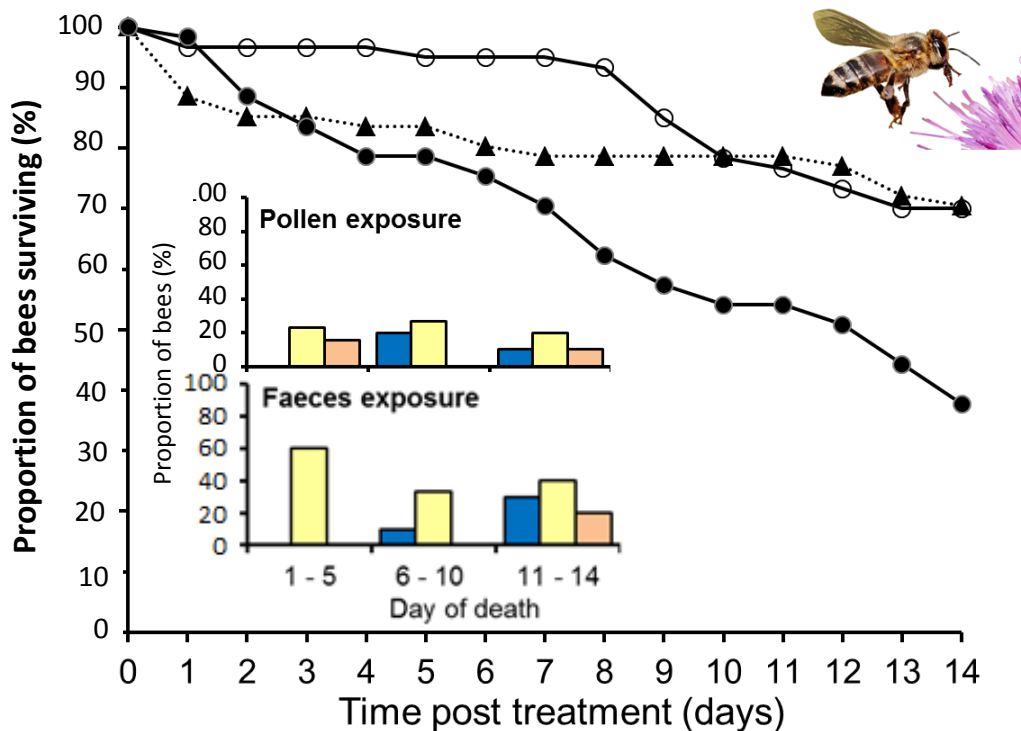 Proportion of bees surviving (%)
100
90
80
70
60
50
40
30
20
10
0
Proportion of bees (%)
.00
80
60
40
20
0
Pollen exposure
100
80
60
40
20
0
Faeces exposure
1 - 5 6 - 10 11 - 14
Day of death
0 1 2 3 4 5 6 7 8 9 10 11 12 13 14
Time post treatment (days)